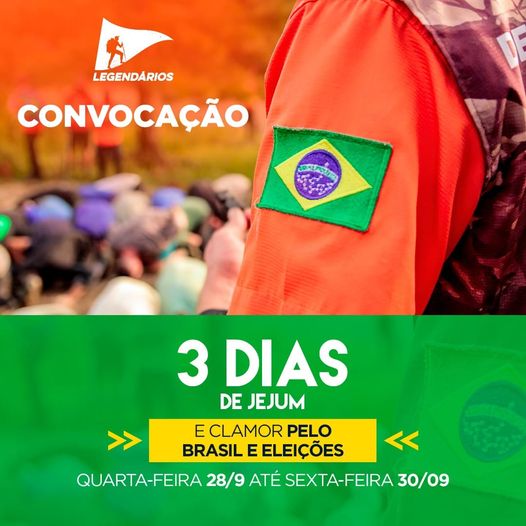 LEGENDÁRIOS
CONVOCAÇÃO
DE
3 DIAS
DE JEJUM
E CLAMOR PELO
BRASIL E ELEIÇÕES
QUARTA-FEIRA 28/9 ATÉ SEXTA-FEIRA 30/09